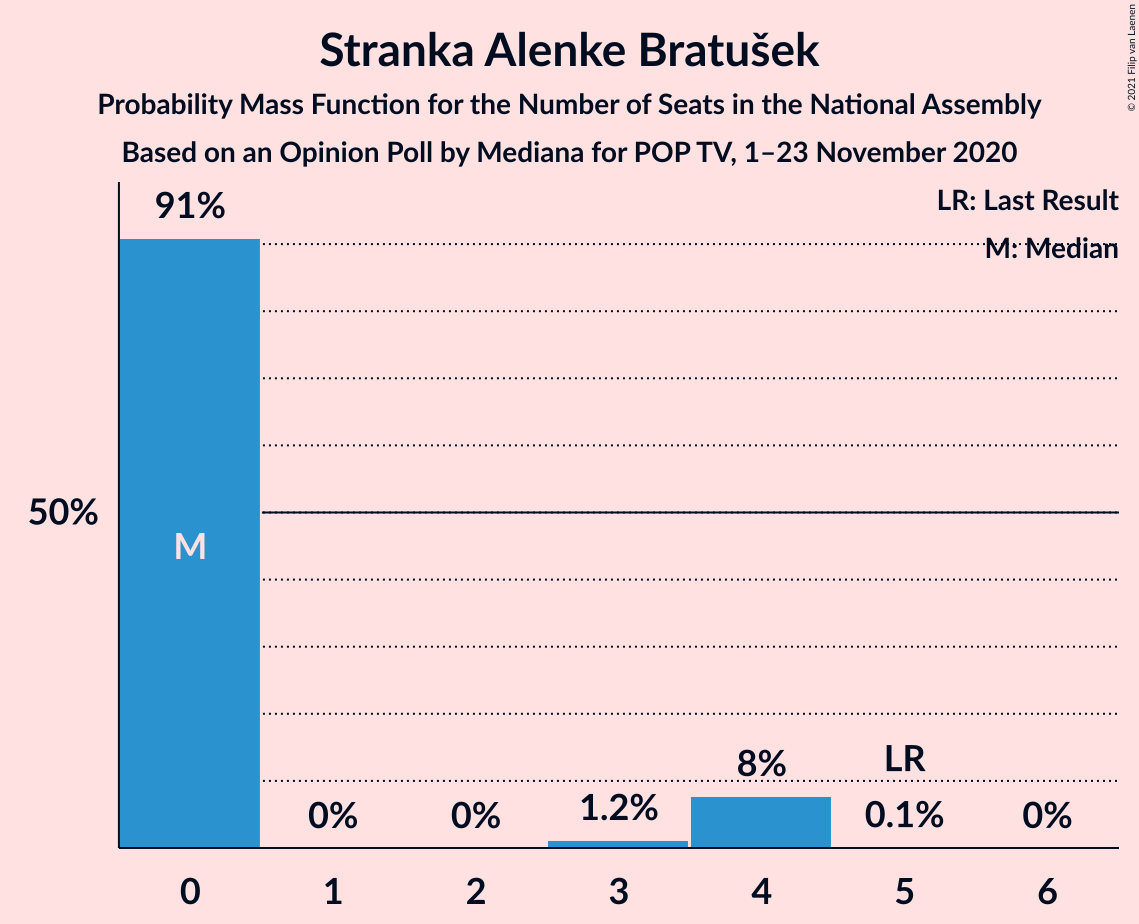 Stranka Alenke Bratušek
Probability Mass Function for the Number of Seats in the National Assembly
Based on an Opinion Poll by Mediana for POP TV, 1–23 November 2020
© 2021 Filip van Laenen
LR: Last Result
M: Median
91%
50%
M
0%
0%
1.2%
8%
LR
0.1%
0%
0 1 2 3 4 5 6